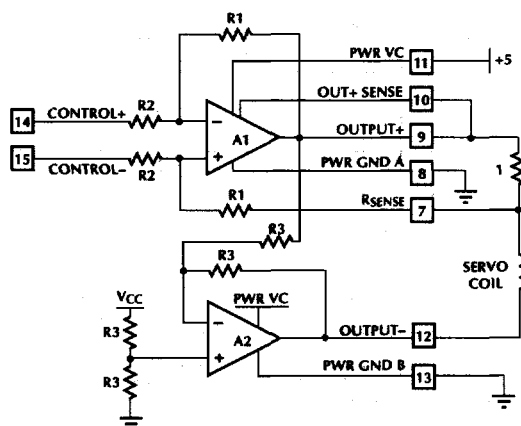 R1
PWR VC
11
+5
OUT+ SENSE
10
14
CONTROL+
R2
−
A1
OUTPUT+
9
15
CONTROL−
R2
+
PWR GND A
8
1
R1
RSENSE
7
R3
R3
SERVO
COIL
VCC
PWR VC
R3
−
A2
OUTPUT−
12
+
R3
PWR GND B
13